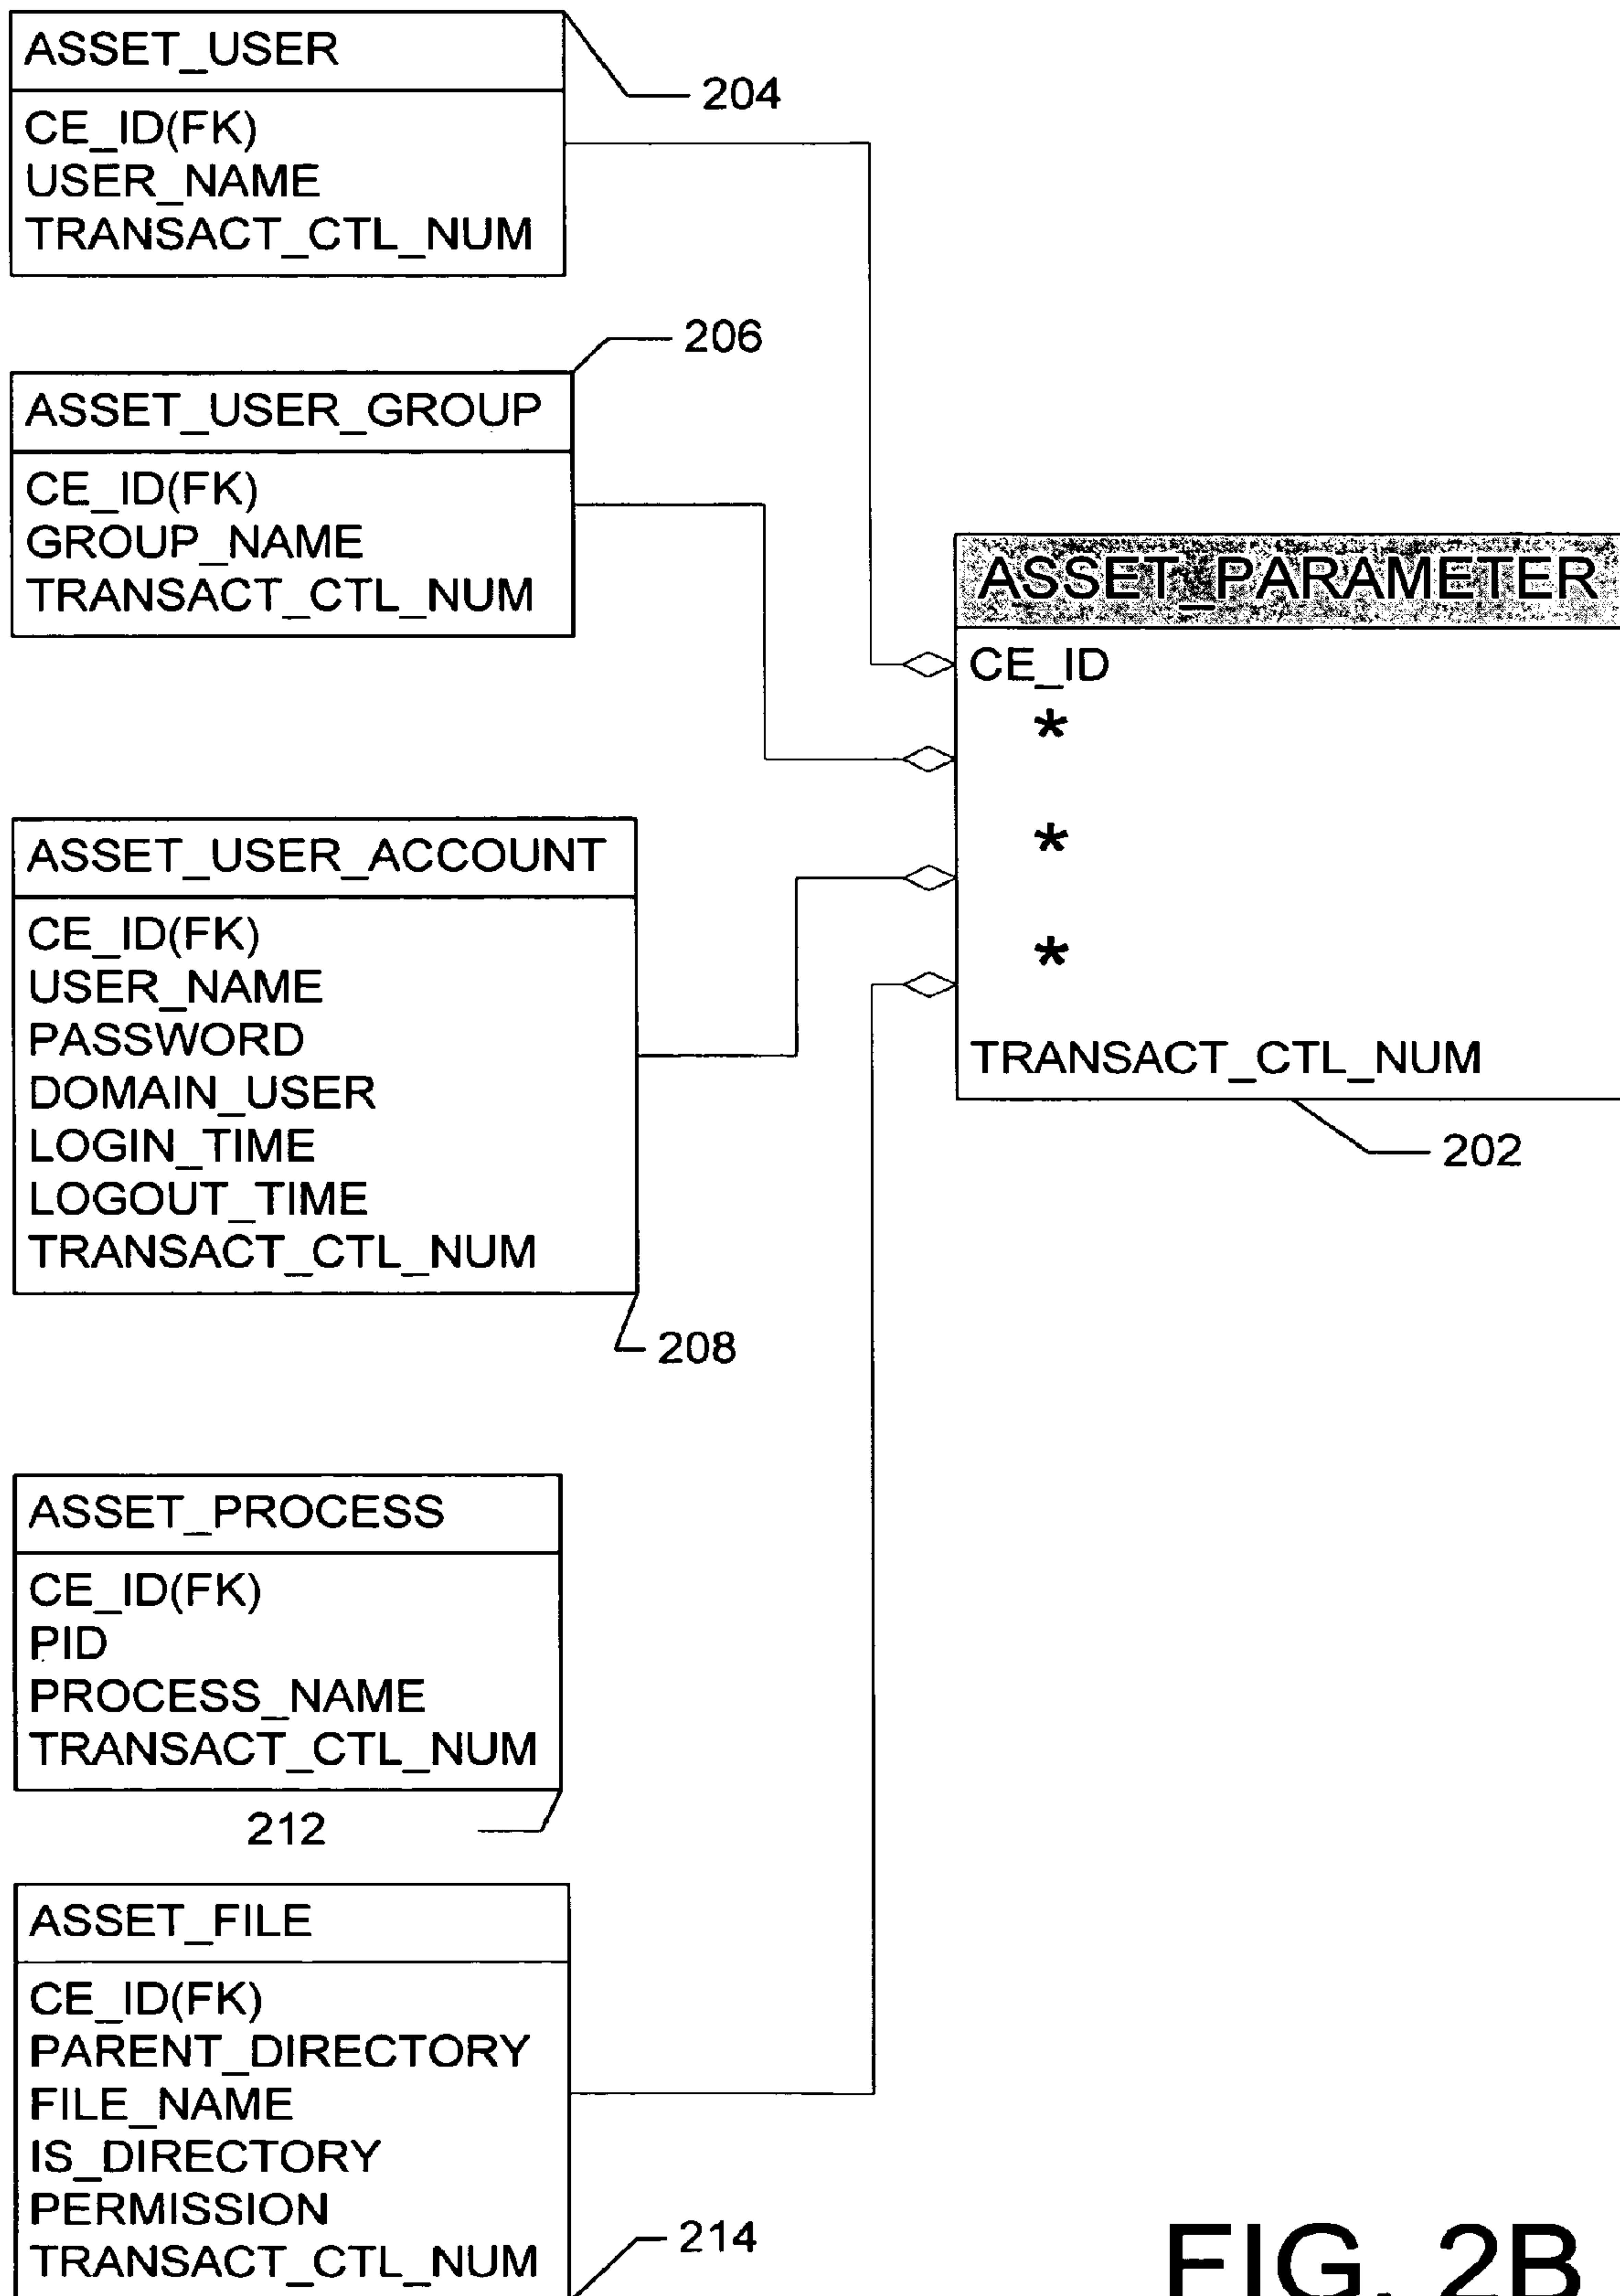 ASSET_USER
CE_ID(FK)
USER_NAME
TRANSACT_CTL_NUM
204
206
ASSET_USER_GROUP
CE_ID(FK)
GROUP_NAME
TRANSACT_CTL_NUM
ASSET_PARAMETER
CE_ID
*
*
*
TRANSACT_CTL_NUM
202
ASSET_USER_ACCOUNT
CE_ID(FK)
USER_NAME
PASSWORD
DOMAIN_USER
LOGIN_TIME
LOGOUT_TIME
TRANSACT_CTL_NUM
208
ASSET_PROCESS
CE_ID(FK)
PID
PROCESS_NAME
TRANSACT_CTL_NUM
212
ASSET_FILE
CE_ID(FK)
PARENT_DIRECTORY
FILE_NAME
IS_DIRECTORY
PERMISSION
TRANSACT_CTL_NUM
214
FIG. 2B